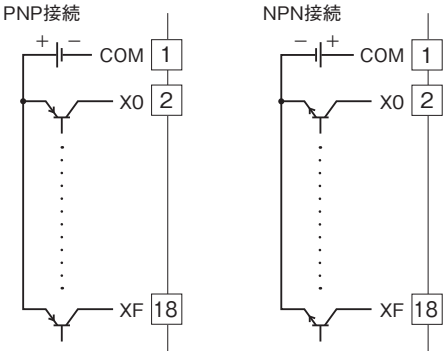 PNP接続
+ −
COM 1
X0 2
XF 18
NPN接続
− +
COM 1
X0 2
XF 18